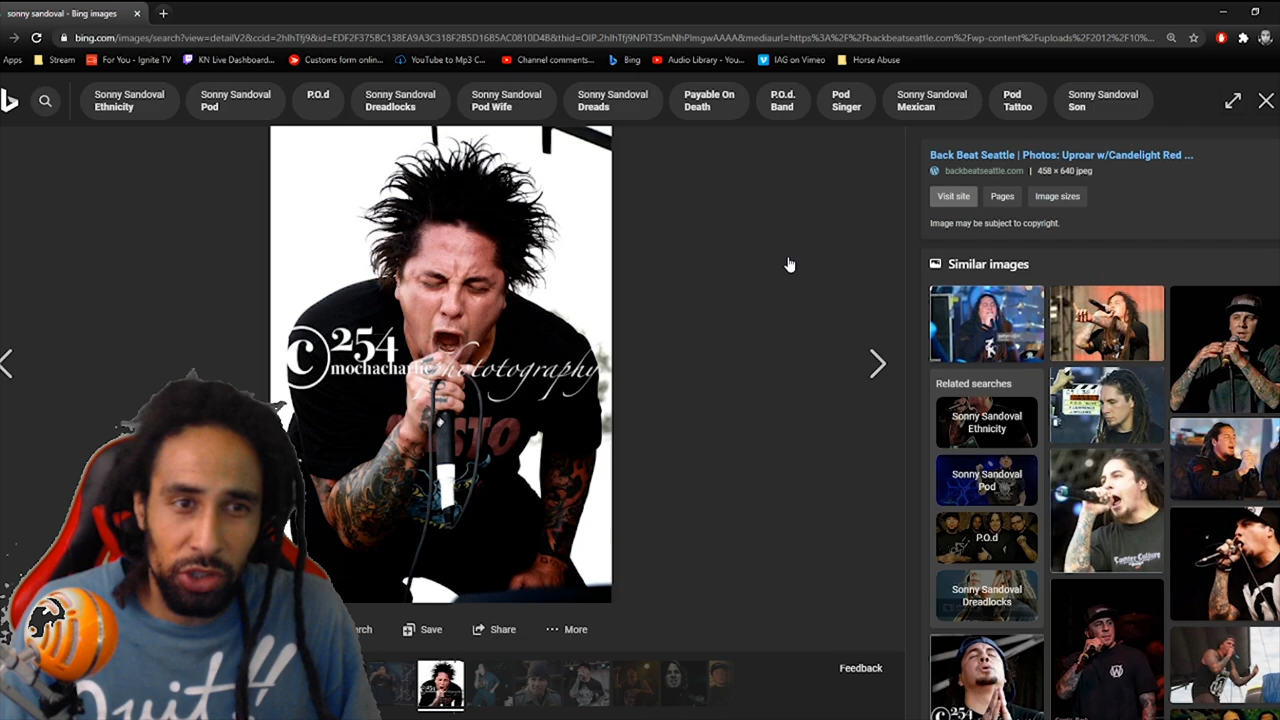 sonny sandoval - Bing images
bing.com/images/search?view=detailV2&ccid=2hlhTfj9&id=EDF2F375BC138EA9A3C318F2B5D16B5AC0810D4B&thid=OIP.2hlhTfj9NPiT3SmNhPlmgwAAAA&mediaurl=https%3A%2F%2Fbackbeatseattle.com%2Fwp-content%2Fuploads%2F2012%2F10%...
Apps
Stream
For You - Ignite TV
KN Live Dashboard...
Customs form onlin...
YouTube to Mp3 C...
Channel comments...
Bing
Audio Library - You...
IAG on Vimeo
Horse Abuse
Sonny Sandoval
Ethnicity
Sonny Sandoval
Pod
P.O.d
Sonny Sandoval
Dreadlocks
Sonny Sandoval
Pod Wife
Sonny Sandoval
Dreads
Payable On
Death
P.O.d.
Band
Pod
Singer
Sonny Sandoval
Mexican
Pod
Tattoo
Sonny Sandoval
Son
Back Beat Seattle | Photos: Uproar w/Candelight Red ...
backbeatseattle.com | 458 × 640 jpeg
Visit site
Pages
Image sizes
Image may be subject to copyright.
Similar images
Related searches
Sonny Sandoval
Ethnicity
Sonny Sandoval
Pod
P.O.d
Sonny Sandoval
Dreadlocks
© 254
mochacharlie phototography
Save
Share
More
Feedback
Quit!!